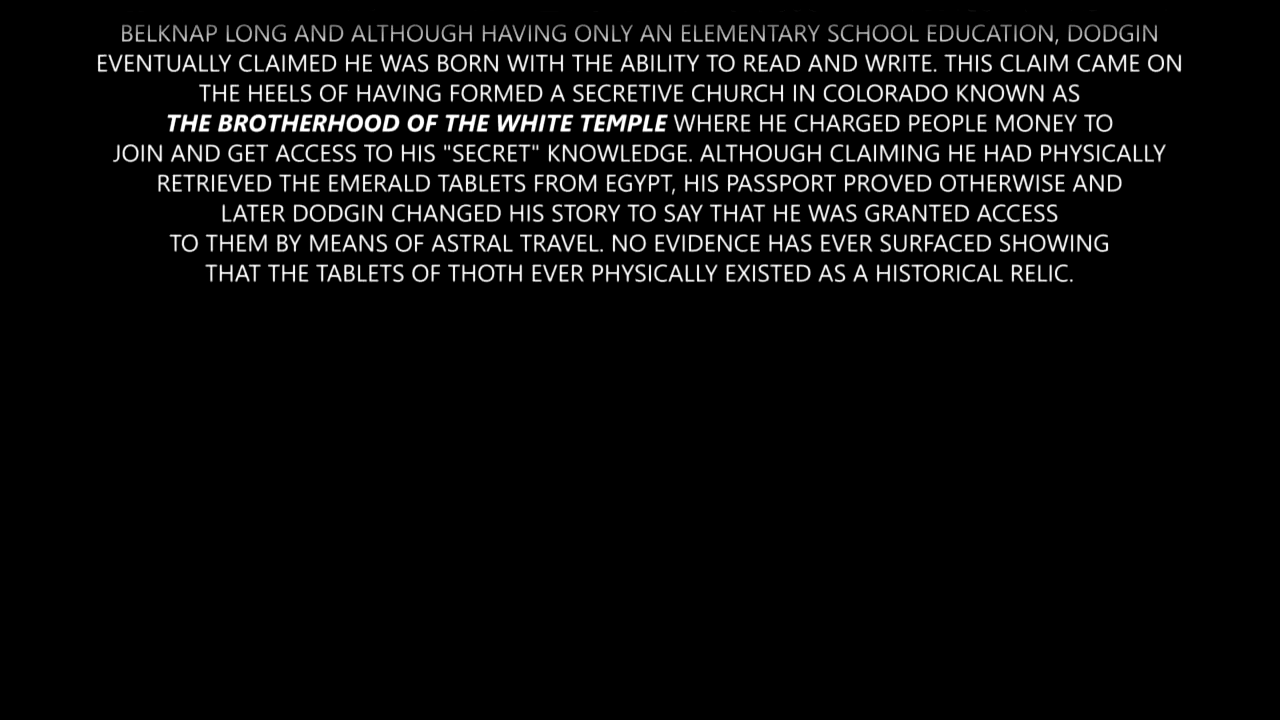 BELKNAP LONG AND ALTHOUGH HAVING ONLY AN ELEMENTARY SCHOOL EDUCATION, DODGIN
EVENTUALLY CLAIMED HE WAS BORN WITH THE ABILITY TO READ AND WRITE. THIS CLAIM CAME ON
THE HEELS OF HAVING FORMED A SECRETIVE CHURCH IN COLORADO KNOWN AS
THE BROTHERHOOD OF THE WHITE TEMPLE WHERE HE CHARGED PEOPLE MONEY TO
JOIN AND GET ACCESS TO HIS "SECRET" KNOWLEDGE. ALTHOUGH CLAIMING HE HAD PHYSICALLY
RETRIEVED THE EMERALD TABLETS FROM EGYPT, HIS PASSPORT PROVED OTHERWISE AND
LATER DODGIN CHANGED HIS STORY TO SAY THAT HE WAS GRANTED ACCESS
TO THEM BY MEANS OF ASTRAL TRAVEL. NO EVIDENCE HAS EVER SURFACED SHOWING
THAT THE TABLETS OF THOTH EVER PHYSICALLY EXISTED AS A HISTORICAL RELIC.